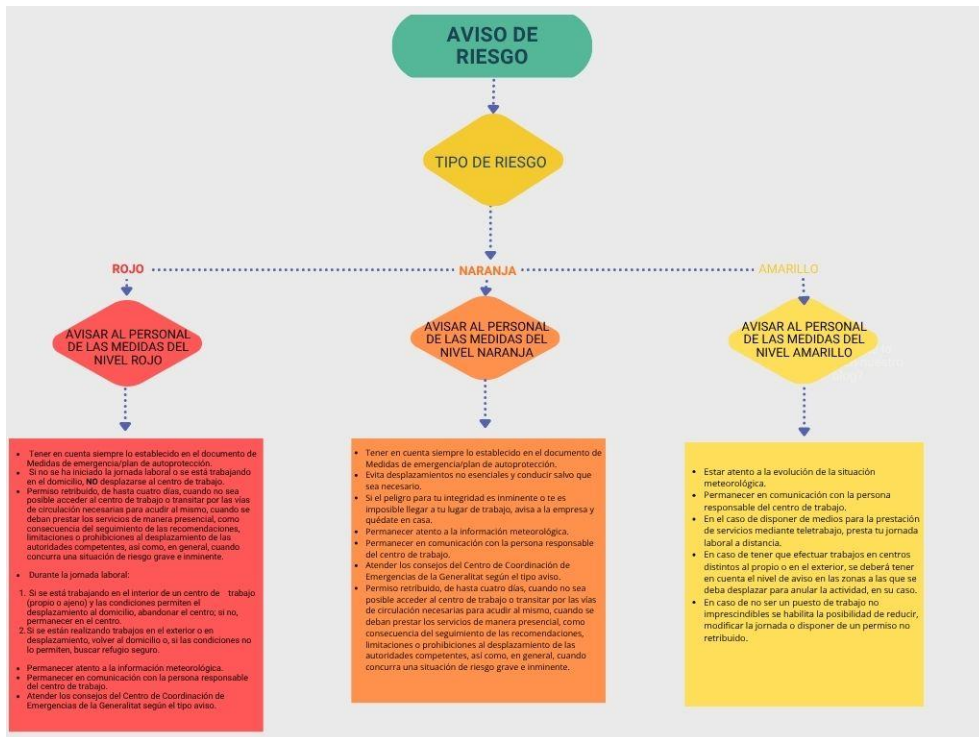 AVISO DE
RIESGO
TIPO DE RIESGO
ROJO
NARANJA
AMARILLO
AVISAR AL PERSONAL
DE LAS MEDIDAS DEL
NIVEL ROJO
AVISAR AL PERSONAL
DE LAS MEDIDAS DEL
NIVEL NARANJA
AVISAR AL PERSONAL
DE LAS MEDIDAS DEL
NIVEL AMARILLO
• Tener en cuenta siempre lo establecido en el documento de
Medidas de emergencia/plan de autoprotección.
• Si no se ha iniciado la jornada laboral o se está trabajando
en el domicilio, NO desplazarse al centro de trabajo.
• Permiso retribuido, de hasta cuatro días, cuando no sea
posible acceder al centro de trabajo o transitar por las vías
de circulación necesarias para acudir al mismo, cuando se
deban prestar los servicios de manera presencial, como
consecuencia del seguimiento de las recomendaciones,
limitaciones o prohibiciones al desplazamiento de las
autoridades competentes, así como, en general, cuando
concurra una situación de riesgo grave e inminente.
• Durante la jornada laboral:
1. Si se está trabajando en el interior de un centro de trabajo
(propio o ajeno) y las condiciones permiten el
desplazamiento al domicilio, abandonar el centro; si no,
permanecer en el centro.
2. Si se están realizando trabajos en el exterior o en
desplazamiento, volver al domicilio o, si las condiciones no
lo permiten, buscar refugio seguro.
• Permanecer atento a la información meteorológica.
• Permanecer en comunicación con la persona responsable
del centro de trabajo.
• Atender los consejos del Centro de Coordinación de
Emergencias de la Generalitat según el tipo aviso.
• Tener en cuenta siempre lo establecido en el documento de
Medidas de emergencia/plan de autoprotección.
• Evita desplazamientos no esenciales y conducir salvo que
sea necesario.
• Si el peligro para tu integridad es inminente o te es
imposible llegar a tu lugar de trabajo, avisa a la empresa y
quédate en casa.
• Permanecer atento a la información meteorológica.
• Permanecer en comunicación con la persona responsable
del centro de trabajo.
• Atender los consejos del Centro de Coordinación de
Emergencias de la Generalitat según el tipo aviso.
• Permiso retribuido, de hasta cuatro días, cuando no sea
posible acceder al centro de trabajo o transitar por las vías
de circulación necesarias para acudir al mismo, cuando se
deban prestar los servicios de manera presencial, como
consecuencia del seguimiento de las recomendaciones,
limitaciones o prohibiciones al desplazamiento de las
autoridades competentes, así como, en general, cuando
concurra una situación de riesgo grave e inminente.
• Estar atento a la evolución de la situación
meteorológica.
• Permanecer en comunicación con la persona
responsable del centro de trabajo.
• En el caso de disponer de medios para la prestación
de servicios mediante teletrabajo, presta tu jornada
laboral a distancia.
• En caso de tener que efectuar trabajos en centros
distintos al propio o en el exterior, se deberá tener
en cuenta el nivel de aviso en las zonas a las que se
deba desplazar para anular la actividad, en su caso.
• En caso de no ser un puesto de trabajo no
imprescindibles se habilita la posibilidad de reducir,
modificar la jornada o disponer de un permiso no
retribuido.